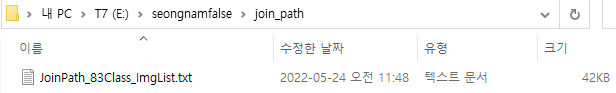 내 PC > T7 (E:) > seongnamfalse > join_path
이름 수정한 날짜 유형 크기
JoinPath_83Class_ImgList.txt 2022-05-24 오전 11:48 텍스트 문서 42KB